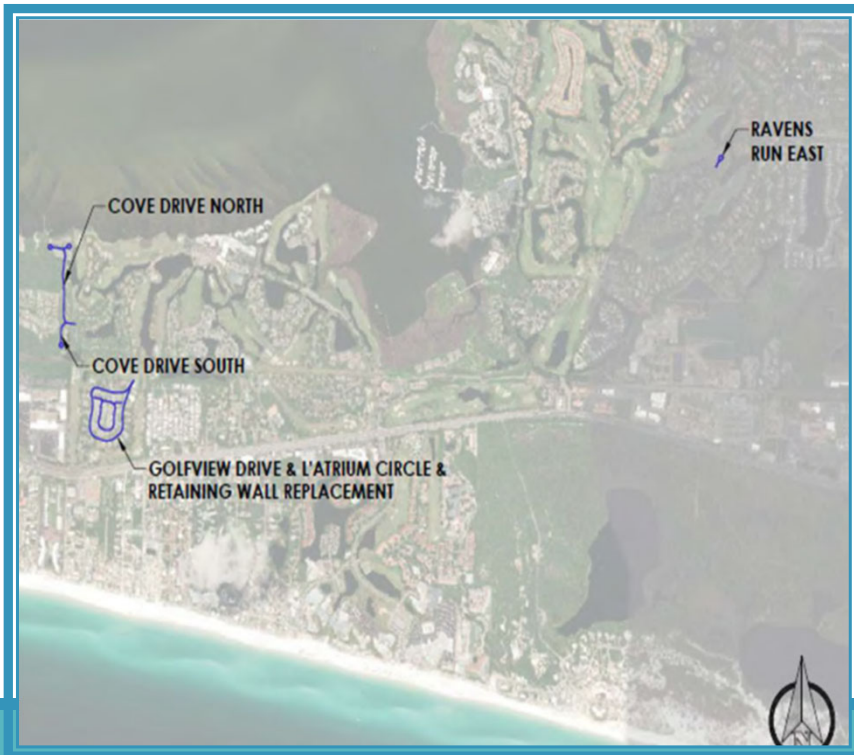 RAVENS
RUN EAST
COVE DRIVE NORTH
COVE DRIVE SOUTH
GOLFVIEW DRIVE & L'ATRIUM CIRCLE &
RETAINING WALL REPLACEMENT
N